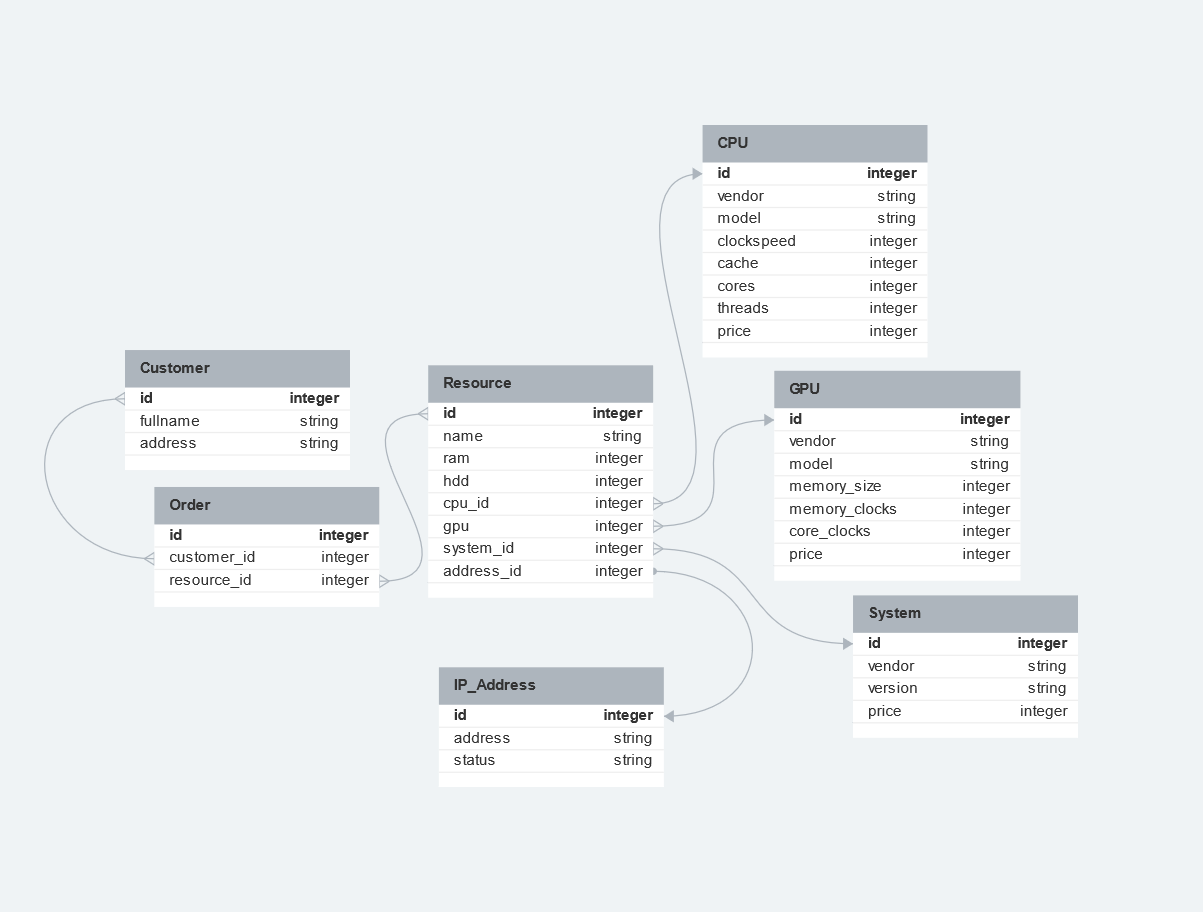 CPU
id integer
vendor string
model string
clockspeed integer
cache integer
cores integer
threads integer
price integer
Customer
id integer
fullname string
address string
Resource
id integer
name string
ram integer
hdd integer
cpu_id integer
gpu integer
system_id integer
address_id integer
GPU
id integer
vendor string
model string
memory_size integer
memory_clocks integer
core_clocks integer
price integer
Order
id integer
customer_id integer
resource_id integer
System
id integer
vendor string
version string
price integer
IP_Address
id integer
address string
status string